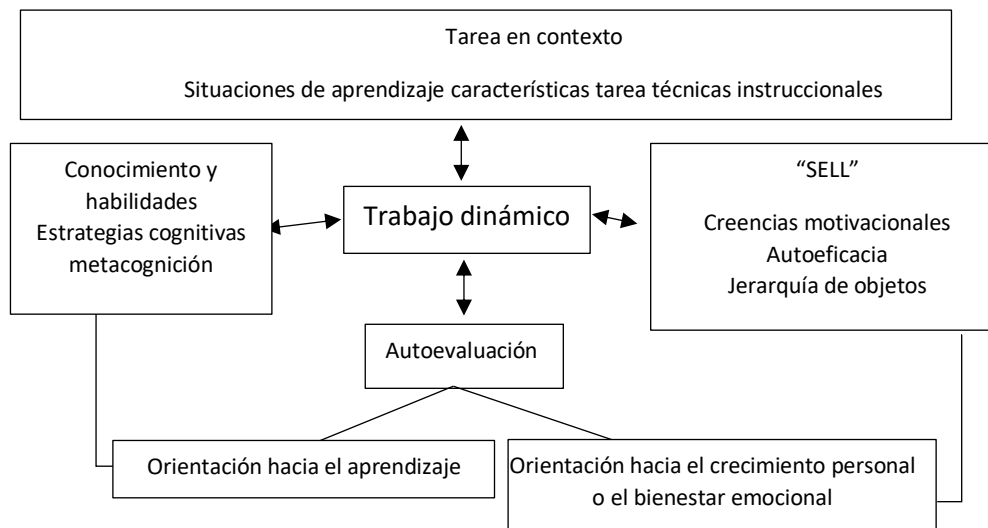 Tarea en contexto
Situaciones de aprendizaje características tarea técnicas instruccionales
Conocimiento y
habilidades
Estrategias cognitivas
metacognición
Trabajo dinámico
“SELL”
Creencias motivacionales
Autoeficacia
Jerarquía de objetos
Autoevaluación
Orientación hacia el aprendizaje
Orientación hacia el crecimiento personal
o el bienestar emocional